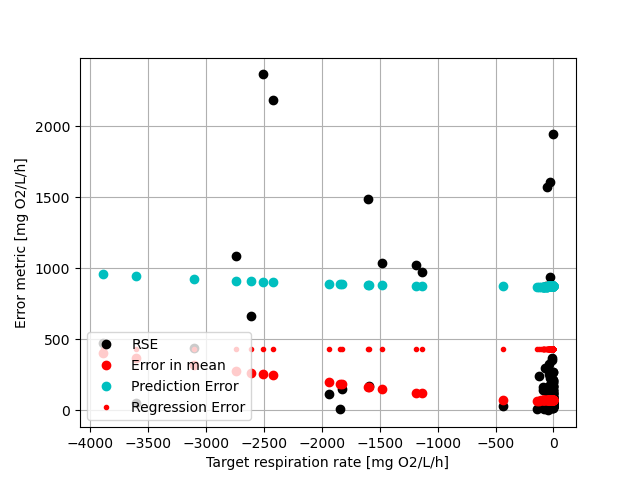 2000
1500
1000
500
0
Error metric [mg O2/L/h]
RSE
Error in mean
Prediction Error
Regression Error
−4000 −3500 −3000 −2500 −2000 −1500 −1000 −500 0
Target respiration rate [mg O2/L/h]